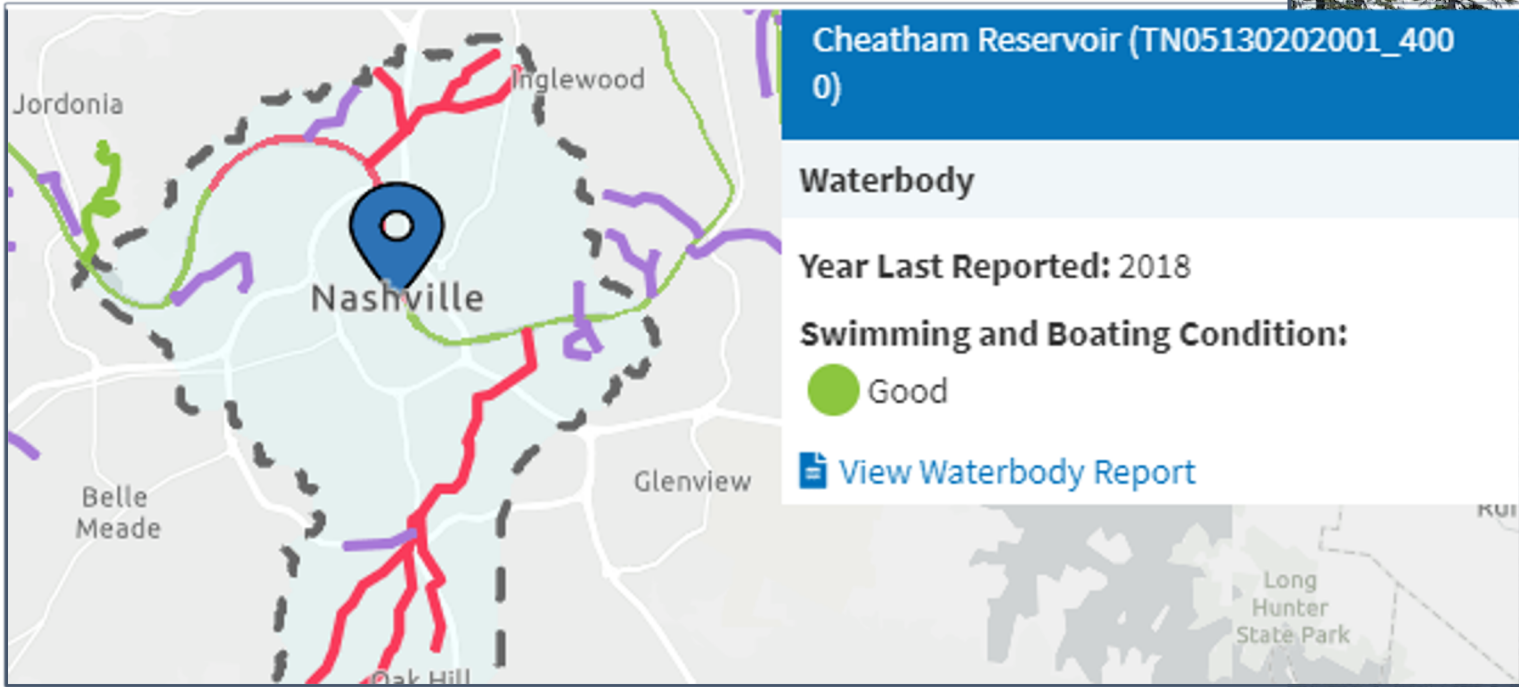 Cheatham Reservoir (TN05130202001_400
0)
Waterbody
Year Last Reported: 2018
Swimming and Boating Condition:
Good
View Waterbody Report
Inglewood
Jordonia
Nashville
Belle
Meade
Glenview
Oak Hill
Long
Hunter
State Park